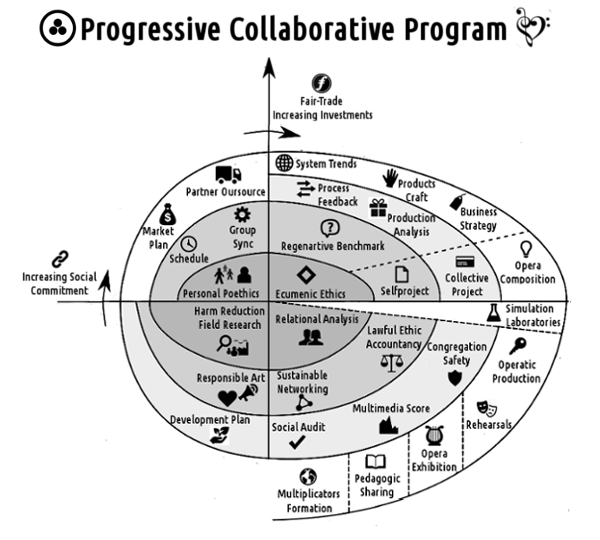 Progressive Collaborative Program
Fair-Trade
Increasing Investments
System Trends
Partner Oursource
Process
Feedback
Products
Craft
Market
Plan
Group
Sync
Production
Analysis
Business
Strategy
Schedule
Regenartive Benchmark
Increasing Social
Commitment
Opera
Composition
Personal Poethics
Ecumenic Ethics
Selfproject
Collective
Project
Harm Reduction
Field Research
Relational Analysis
Simulation
Laboratories
Lawful Ethic
Accountancy
Congregation
Safety
Operatic
Production
Responsible Art
Sustainable
Networking
Development Plan
Social Audit
Multimedia Score
Rehearsals
Opera
Exhibition
Pedagogic
Sharing
Multiplicators
Formation